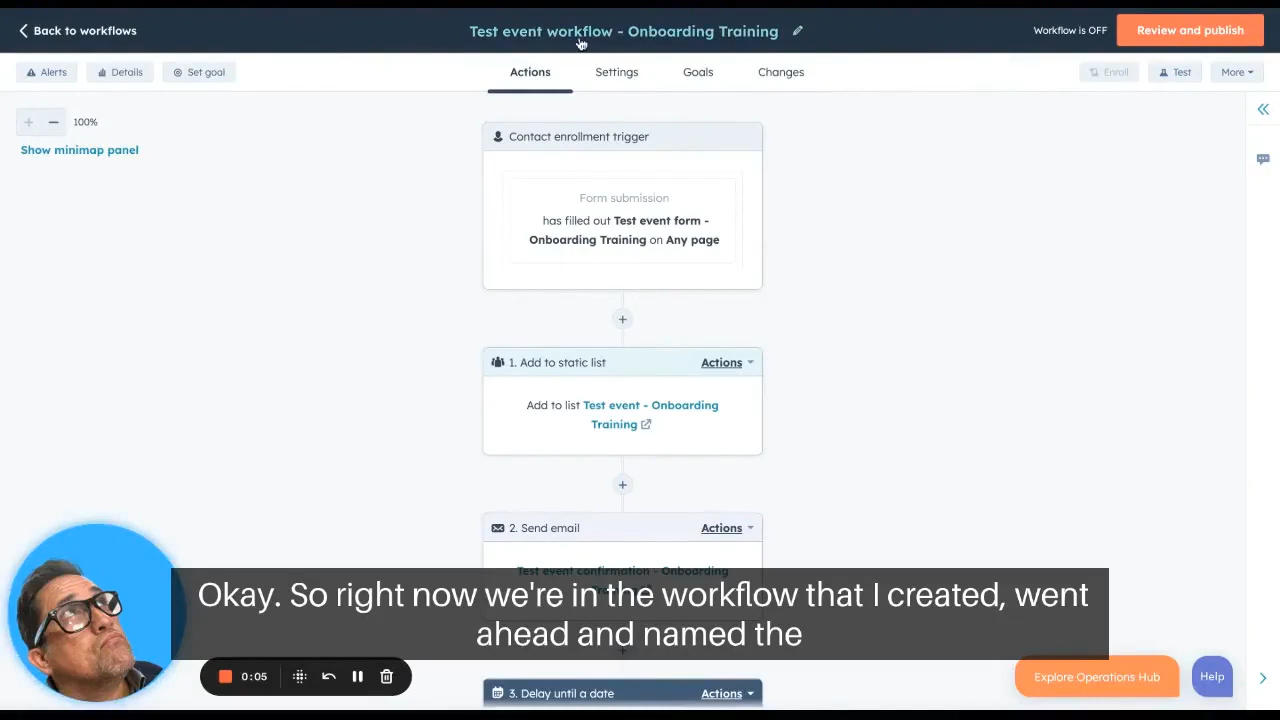 Back to workflows
Test event workflow - Onboarding Training
Workflow is OFF
Review and publish
Alerts
Details
Set goal
Actions
Settings
Goals
Changes
Enroll
Test
More
100%
Show minimap panel
Contact enrollment trigger
Form submission
has filled out Test event form -
Onboarding Training on Any page
1. Add to static list
Actions
Add to list Test event - Onboarding
Training
2. Send email
Actions
Test event confirmation - Onboarding
Okay. So right now we're in the workflow that I created, went
ahead and named the
0:05
3. Delay until a date
Actions
Explore Operations Hub
Help